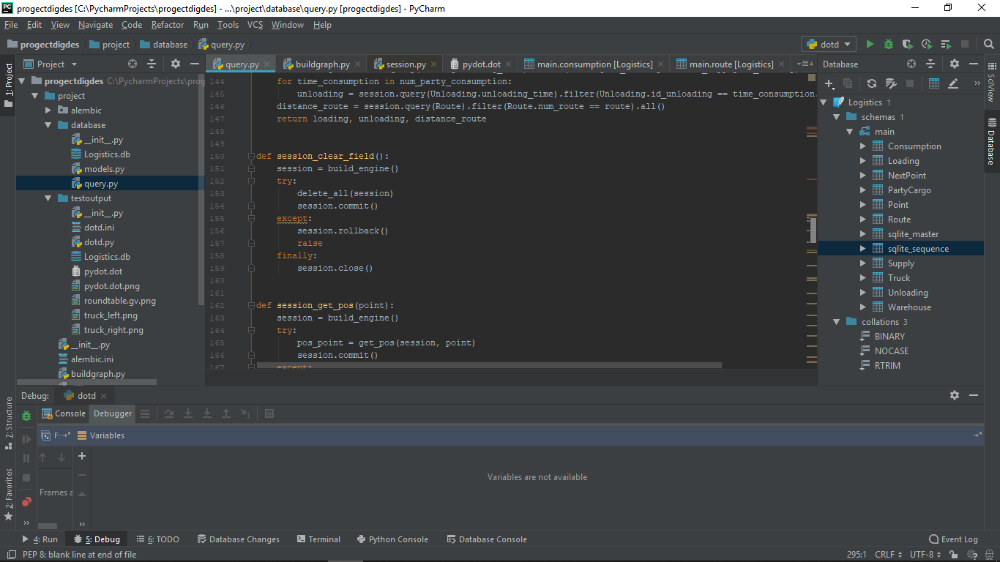 progectdigdes [C:\PycharmProjects\progectdigdes] - ...\project\database\query.py [progectdigdes] - PyCharm
File Edit View Navigate Code Refactor Run Tools VCS Window Help
progectdigdes project database query.py dotd
Project
query.py buildgraph.py session.py pydot.dot main.consumption [Logistics] main.route [Logistics] 4
Database
1: Project
progectdigdes C:\PycharmProjects\prog
project
alembic
database
__init__.py
Logistics.db
models.py
query.py
testoutput
__init__.py
dotd.ini
dotd.py
Logistics.db
pydot.dot
pydot.dot.png
roundtable.gv.png
truck_left.png
truck_right.png
__init__.py
alembic.ini
buildgraph.py
144 for time_consumption in num_party_consumption:
145 unloading = session.query(Unloading.unloading_time).filter(Unloading.id_unloading == time_consumption.
146 distance_route = session.query(Route).filter(Route.num_route == route).all()
147 return loading, unloading, distance_route
148
149
150 def session_clear_field():
151 session = build_engine()
152 try:
153 delete_all(session)
154 session.commit()
155 except:
156 session.rollback()
157 raise
158 finally:
159 session.close()
160
161
162 def session_get_pos(point):
163 session = build_engine()
164 try:
165 pos_point = get_pos(session, point)
166 session.commit()
167 except:
Logistics 1
schemas 1
main
Consumption
Loading
NextPoint
PartyCargo
Point
Route
sqlite_master
sqlite_sequence
Supply
Truck
Unloading
Warehouse
collations 3
BINARY
NOCASE
RTRIM
SciView
Database
Debug: dotd
Console Debugger
F Variables
Frames a
Variables are not available
7: Structure
2: Favorites
4: Run 5: Debug 6: TODO Database Changes Terminal Python Console Database Console Event Log
PEP 8: blank line at end of file 295:1 CRLF UTF-8